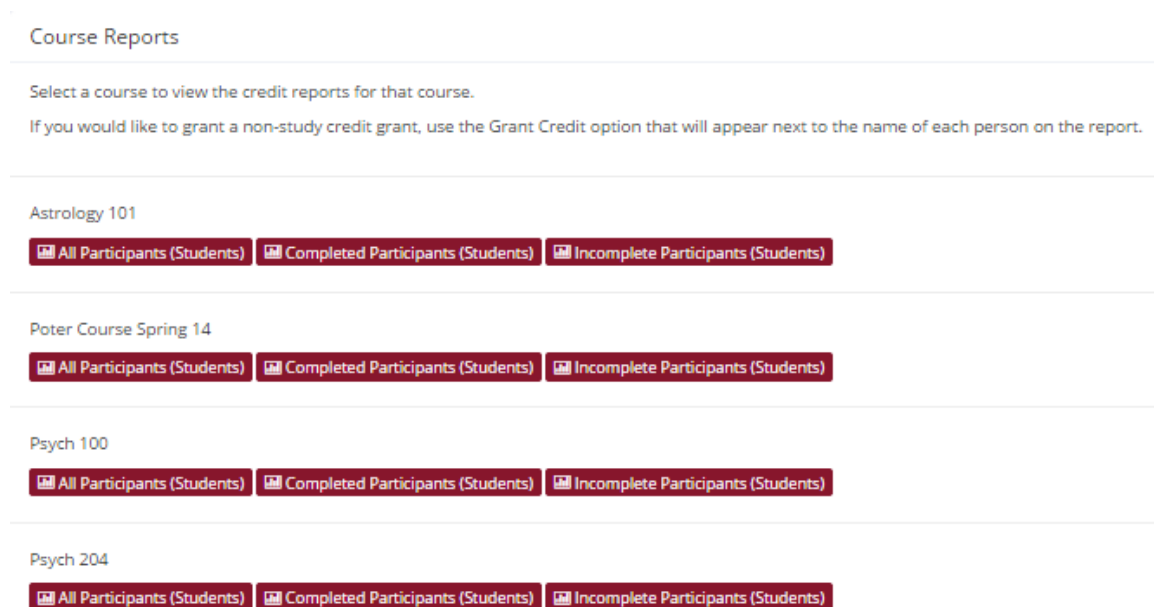 Course Reports
Select a course to view the credit reports for that course.
If you would like to grant a non-study credit grant, use the Grant Credit option that will appear next to the name of each person on the report.
Astrology 101
All Participants (Students) Completed Participants (Students) Incomplete Participants (Students)
Poter Course Spring 14
All Participants (Students) Completed Participants (Students) Incomplete Participants (Students)
Psych 100
All Participants (Students) Completed Participants (Students) Incomplete Participants (Students)
Psych 204
All Participants (Students) Completed Participants (Students) Incomplete Participants (Students)